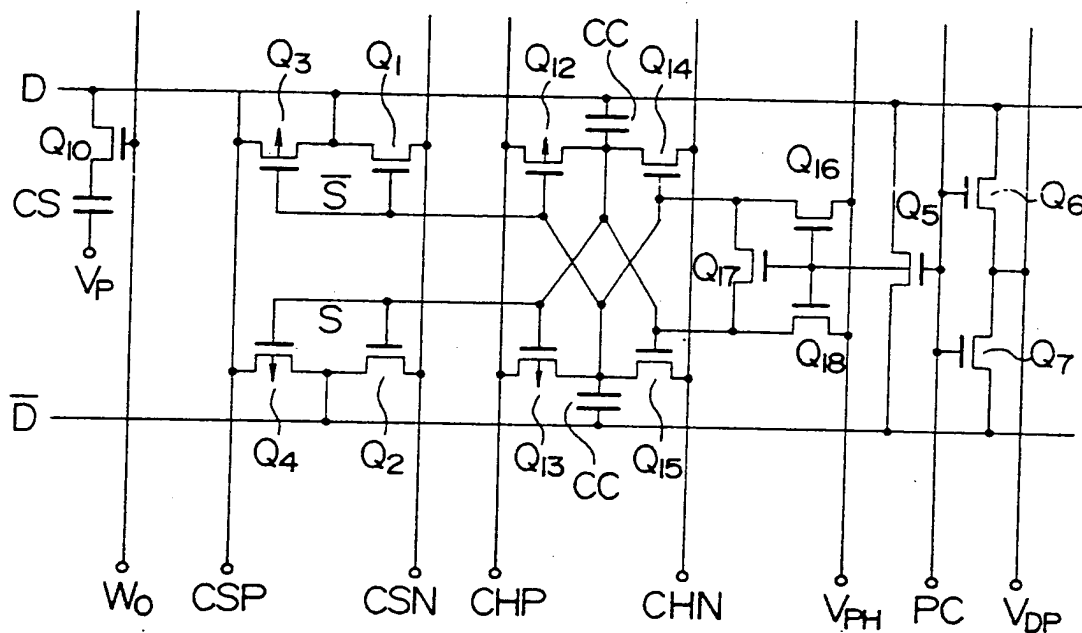 CC
Q3 Q1 Q12 Q14
D
Q10 Q16
S̅
CS Q5 Q6
VP Q17
S
Q18 Q7
D̅
Q4 Q2 Q13 CC Q15
W0 CSP CSN CHP CHN VPH PC VDP